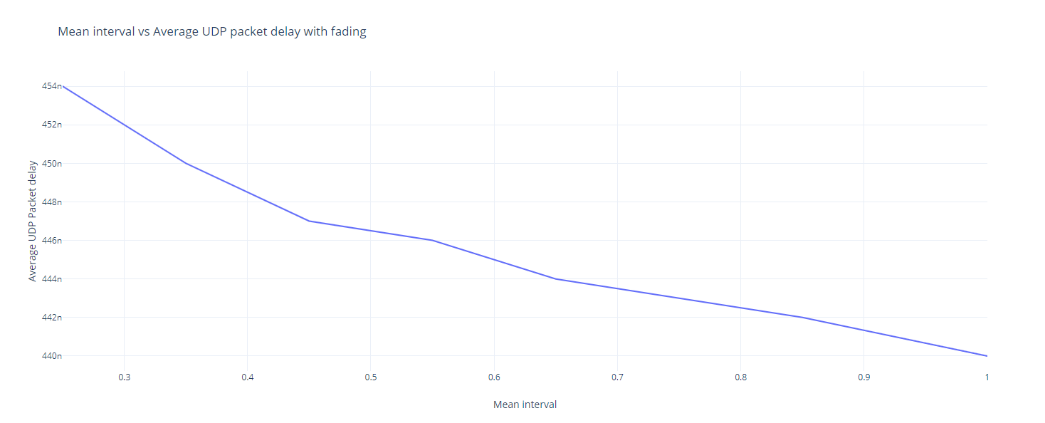 Mean interval vs Average UDP packet delay with fading
Average UDP Packet delay
454n
452n
450n
448n
446n
444n
442n
440n
0.3 0.4 0.5 0.6 0.7 0.8 0.9 1
Mean interval